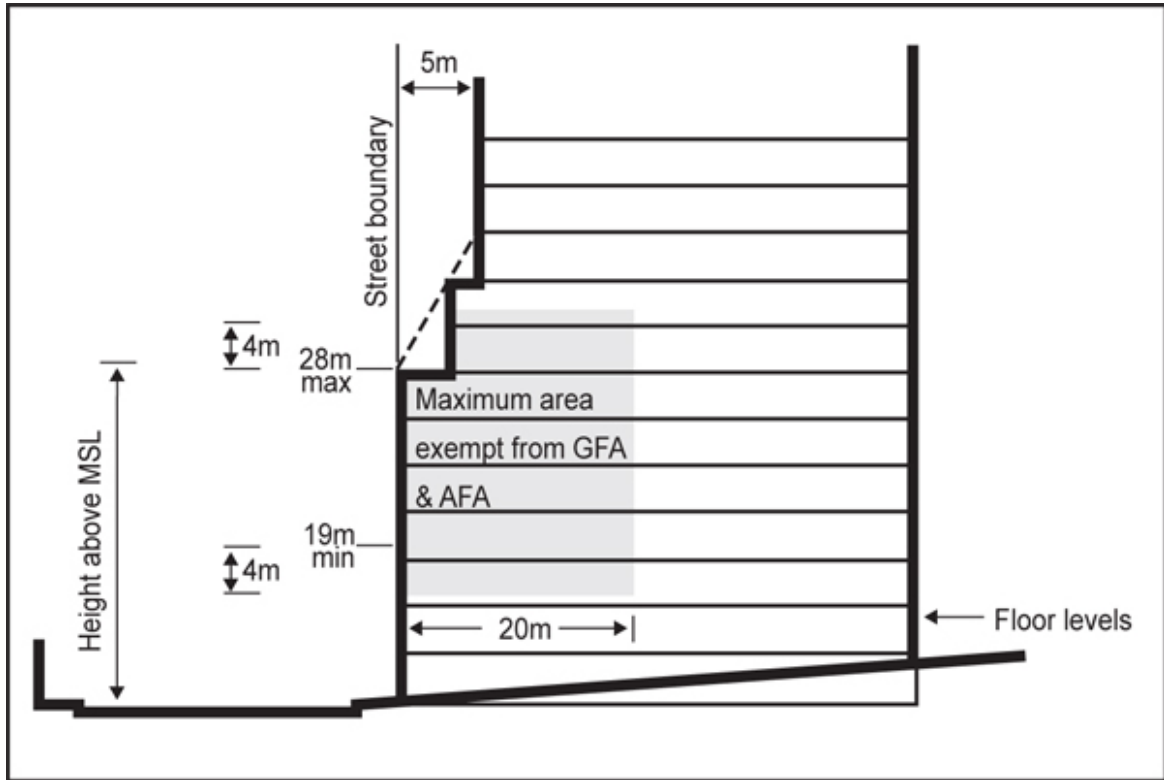 5m
Street boundary
4m
28m
max
Maximum area
exempt from GFA
& AFA
Height above MSL
19m
min
4m
20m
Floor levels